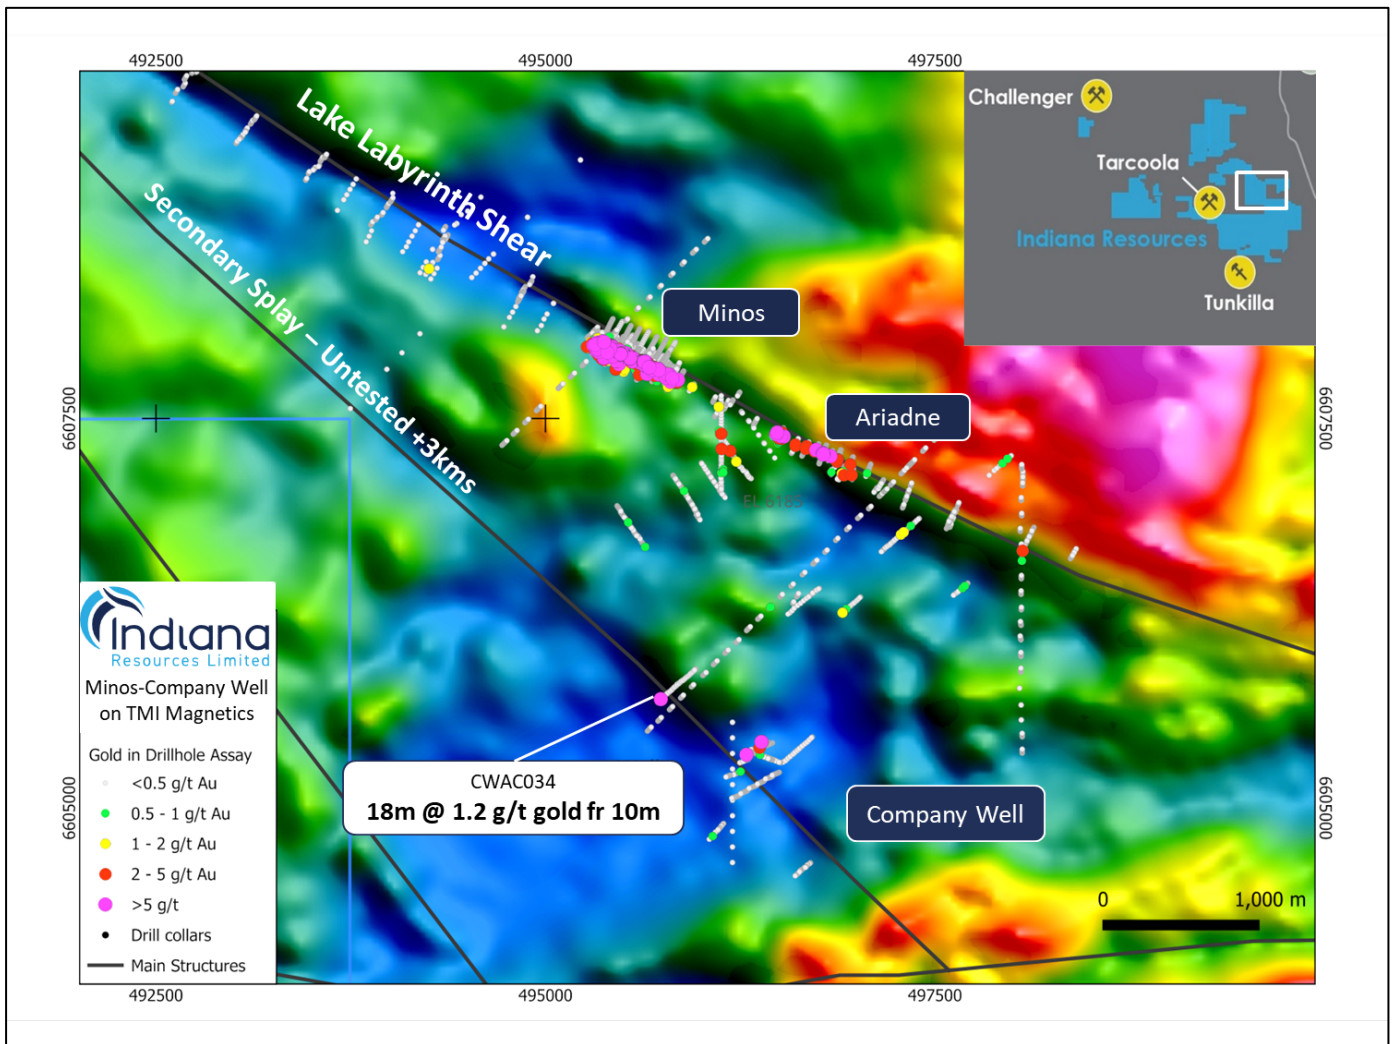 492500
495000
497500
Challenger
Tarcoola
Indiana Resources
Tunkilla
Lake Labyrinth Shear
Secondary Splay – Untested +3kms
Minos
6607500
6607500
Ariadne
EL 6185
Indiana
Resources Limited
Minos-Company Well
on TMI Magnetics
Gold in Drillhole Assay
<0.5 g/t Au
0.5 - 1 g/t Au
1 - 2 g/t Au
2 - 5 g/t Au
>5 g/t
Drill collars
Main Structures
CWAC034
18m @ 1.2 g/t gold fr 10m
6605000
6605000
Company Well
0 1,000 m
492500
495000
497500